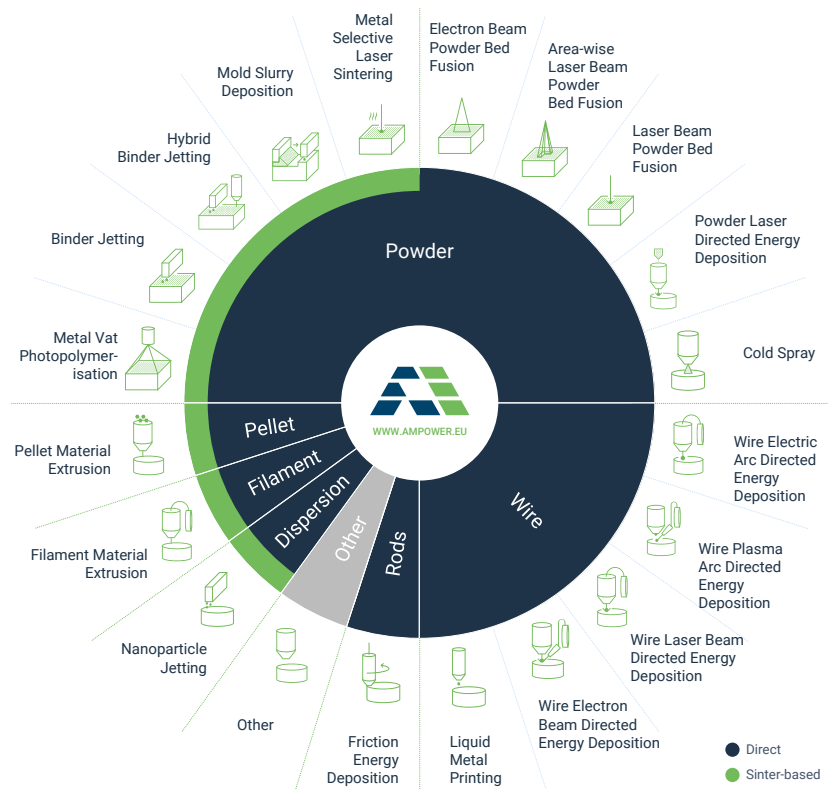 Metal
Selective
Laser
Sintering
Electron Beam
Powder Bed
Fusion
Area-wise
Laser Beam
Powder
Bed Fusion
Laser Beam
Powder Bed
Fusion
Powder Laser
Directed Energy
Deposition
Cold Spray
Wire Electric
Arc Directed
Energy
Deposition
Wire Plasma
Arc Directed
Energy
Deposition
Wire Laser Beam
Directed Energy
Deposition
Wire Electron
Beam Directed
Energy Deposition
Liquid
Metal
Printing
Friction
Energy
Deposition
Other
Nanoparticle
Jetting
Filament Material
Extrusion
Pellet Material
Extrusion
Metal Vat
Photopolymer-
isation
Binder Jetting
Hybrid
Binder Jetting
Mold Slurry
Deposition
Powder
Wire
Rods
Other
Dispersion
Filament
Pellet
WWW.AMPOWER.EU
Direct
Sinter-based